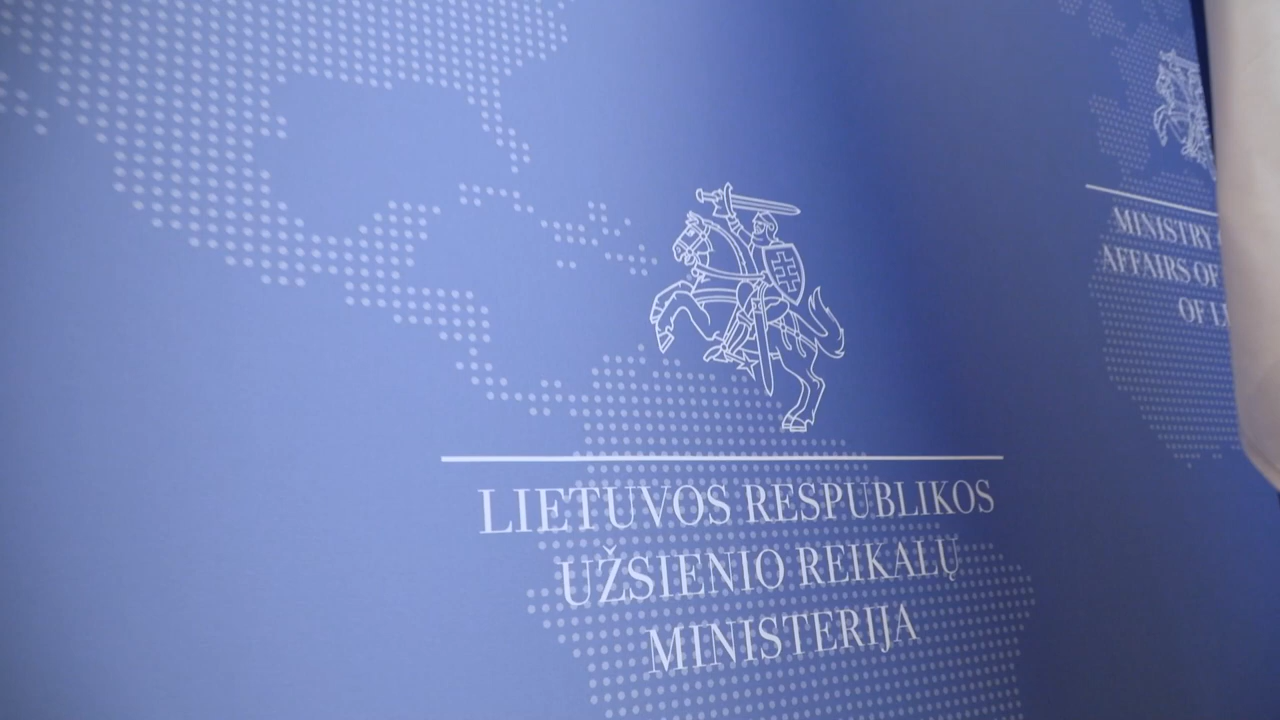 LIETUVOS RESPUBLIKOS
UŽSIENIO REIKALŲ
MINISTERIJA
MINISTRY
AFFAIRS OF
OF